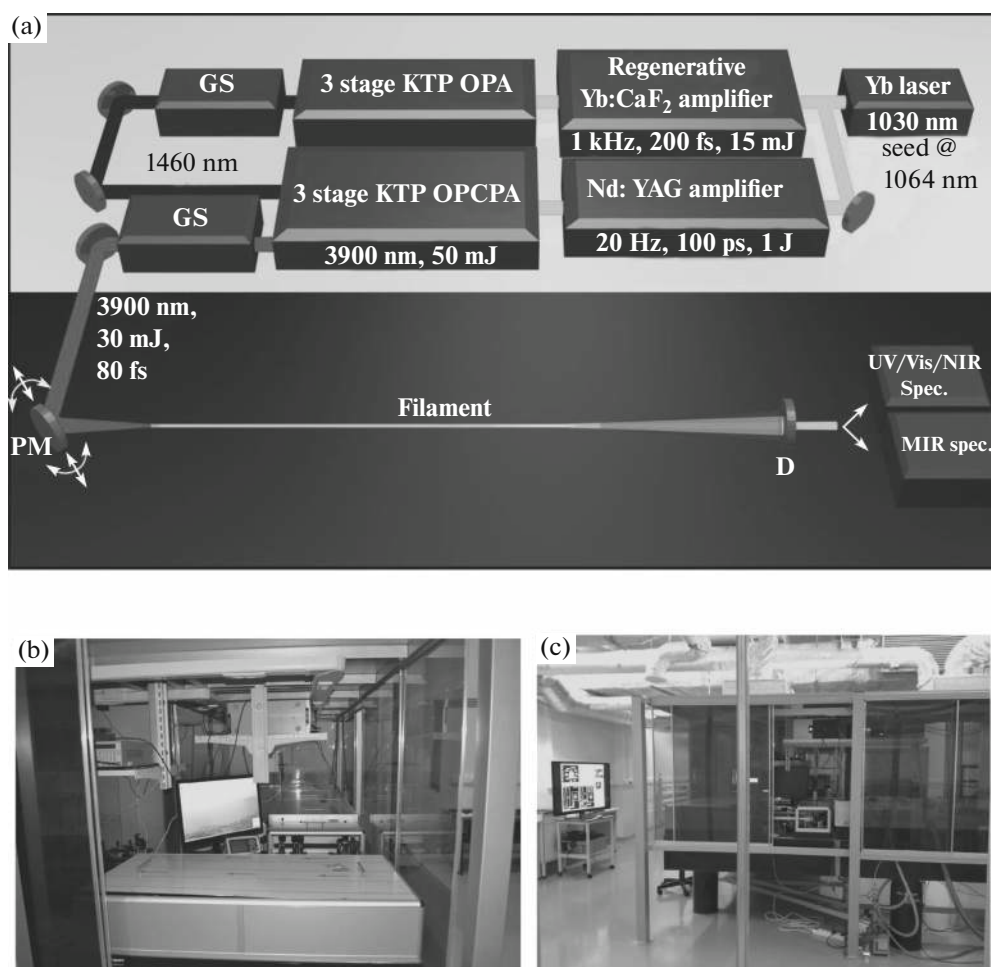 (a)
GS
3 stage KTP OPA
Regenerative
Yb:CaF₂ amplifier
1 kHz, 200 fs, 15 mJ
Yb laser
1030 nm
seed @
1064 nm
1460 nm
GS
3 stage KTP OPCPA
3900 nm, 50 mJ
Nd: YAG amplifier
20 Hz, 100 ps, 1 J
3900 nm,
30 mJ,
80 fs
PM
Filament
D
UV/Vis/NIR
Spec.
MIR spec.
(b)
(c)